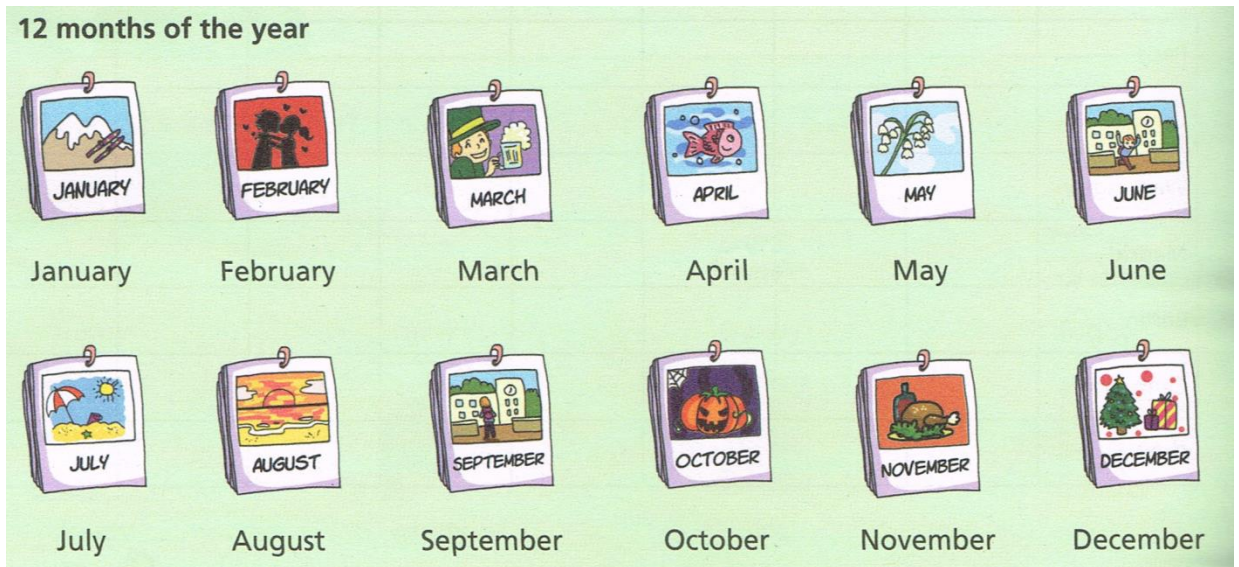 12 months of the year
JANUARY FEBRUARY MARCH APRIL MAY JUNE
January February March April May June
JULY AUGUST SEPTEMBER OCTOBER NOVEMBER DECEMBER
July August September October November December